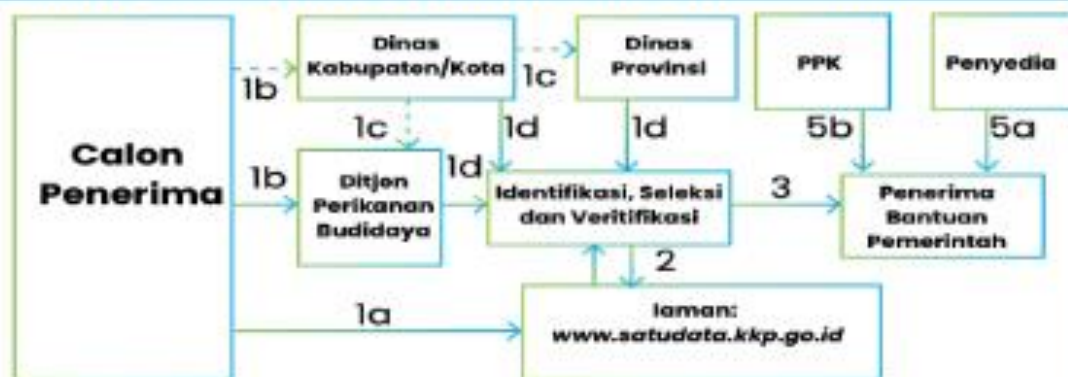 Calon
Penerima
1b
Dinas
Kabupaten/Kota
1c
Dinas
Provinsi
PPK
Penyedia
1c
1d
1d
5b
5a
1b
Ditjen
Perikanan
Budidaya
1d
Identifikasi, Seleksi
dan Veritifikasi
3
Penerima
Bantuan
Pemerintah
2
1a
laman:
www.satudata.kkp.go.id